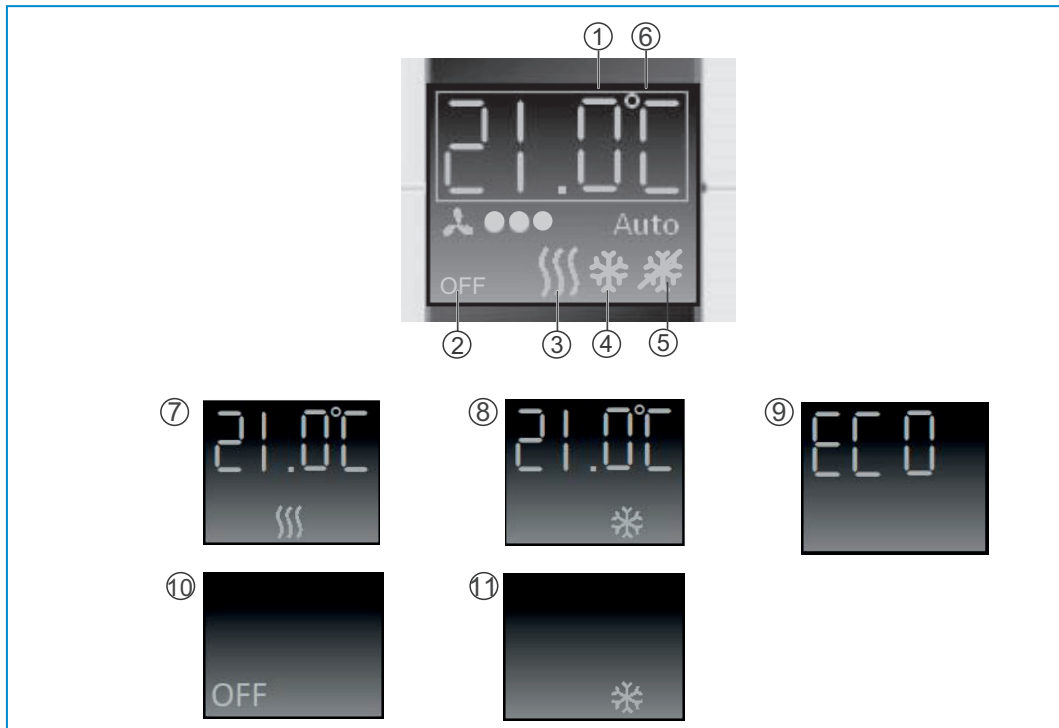 ① ⑥
21.0°C
Auto
OFF
② ③ ④ ⑤
⑦ 21.0°C
⑧ 21.0°C
⑨ ECO
⑩ OFF
⑪